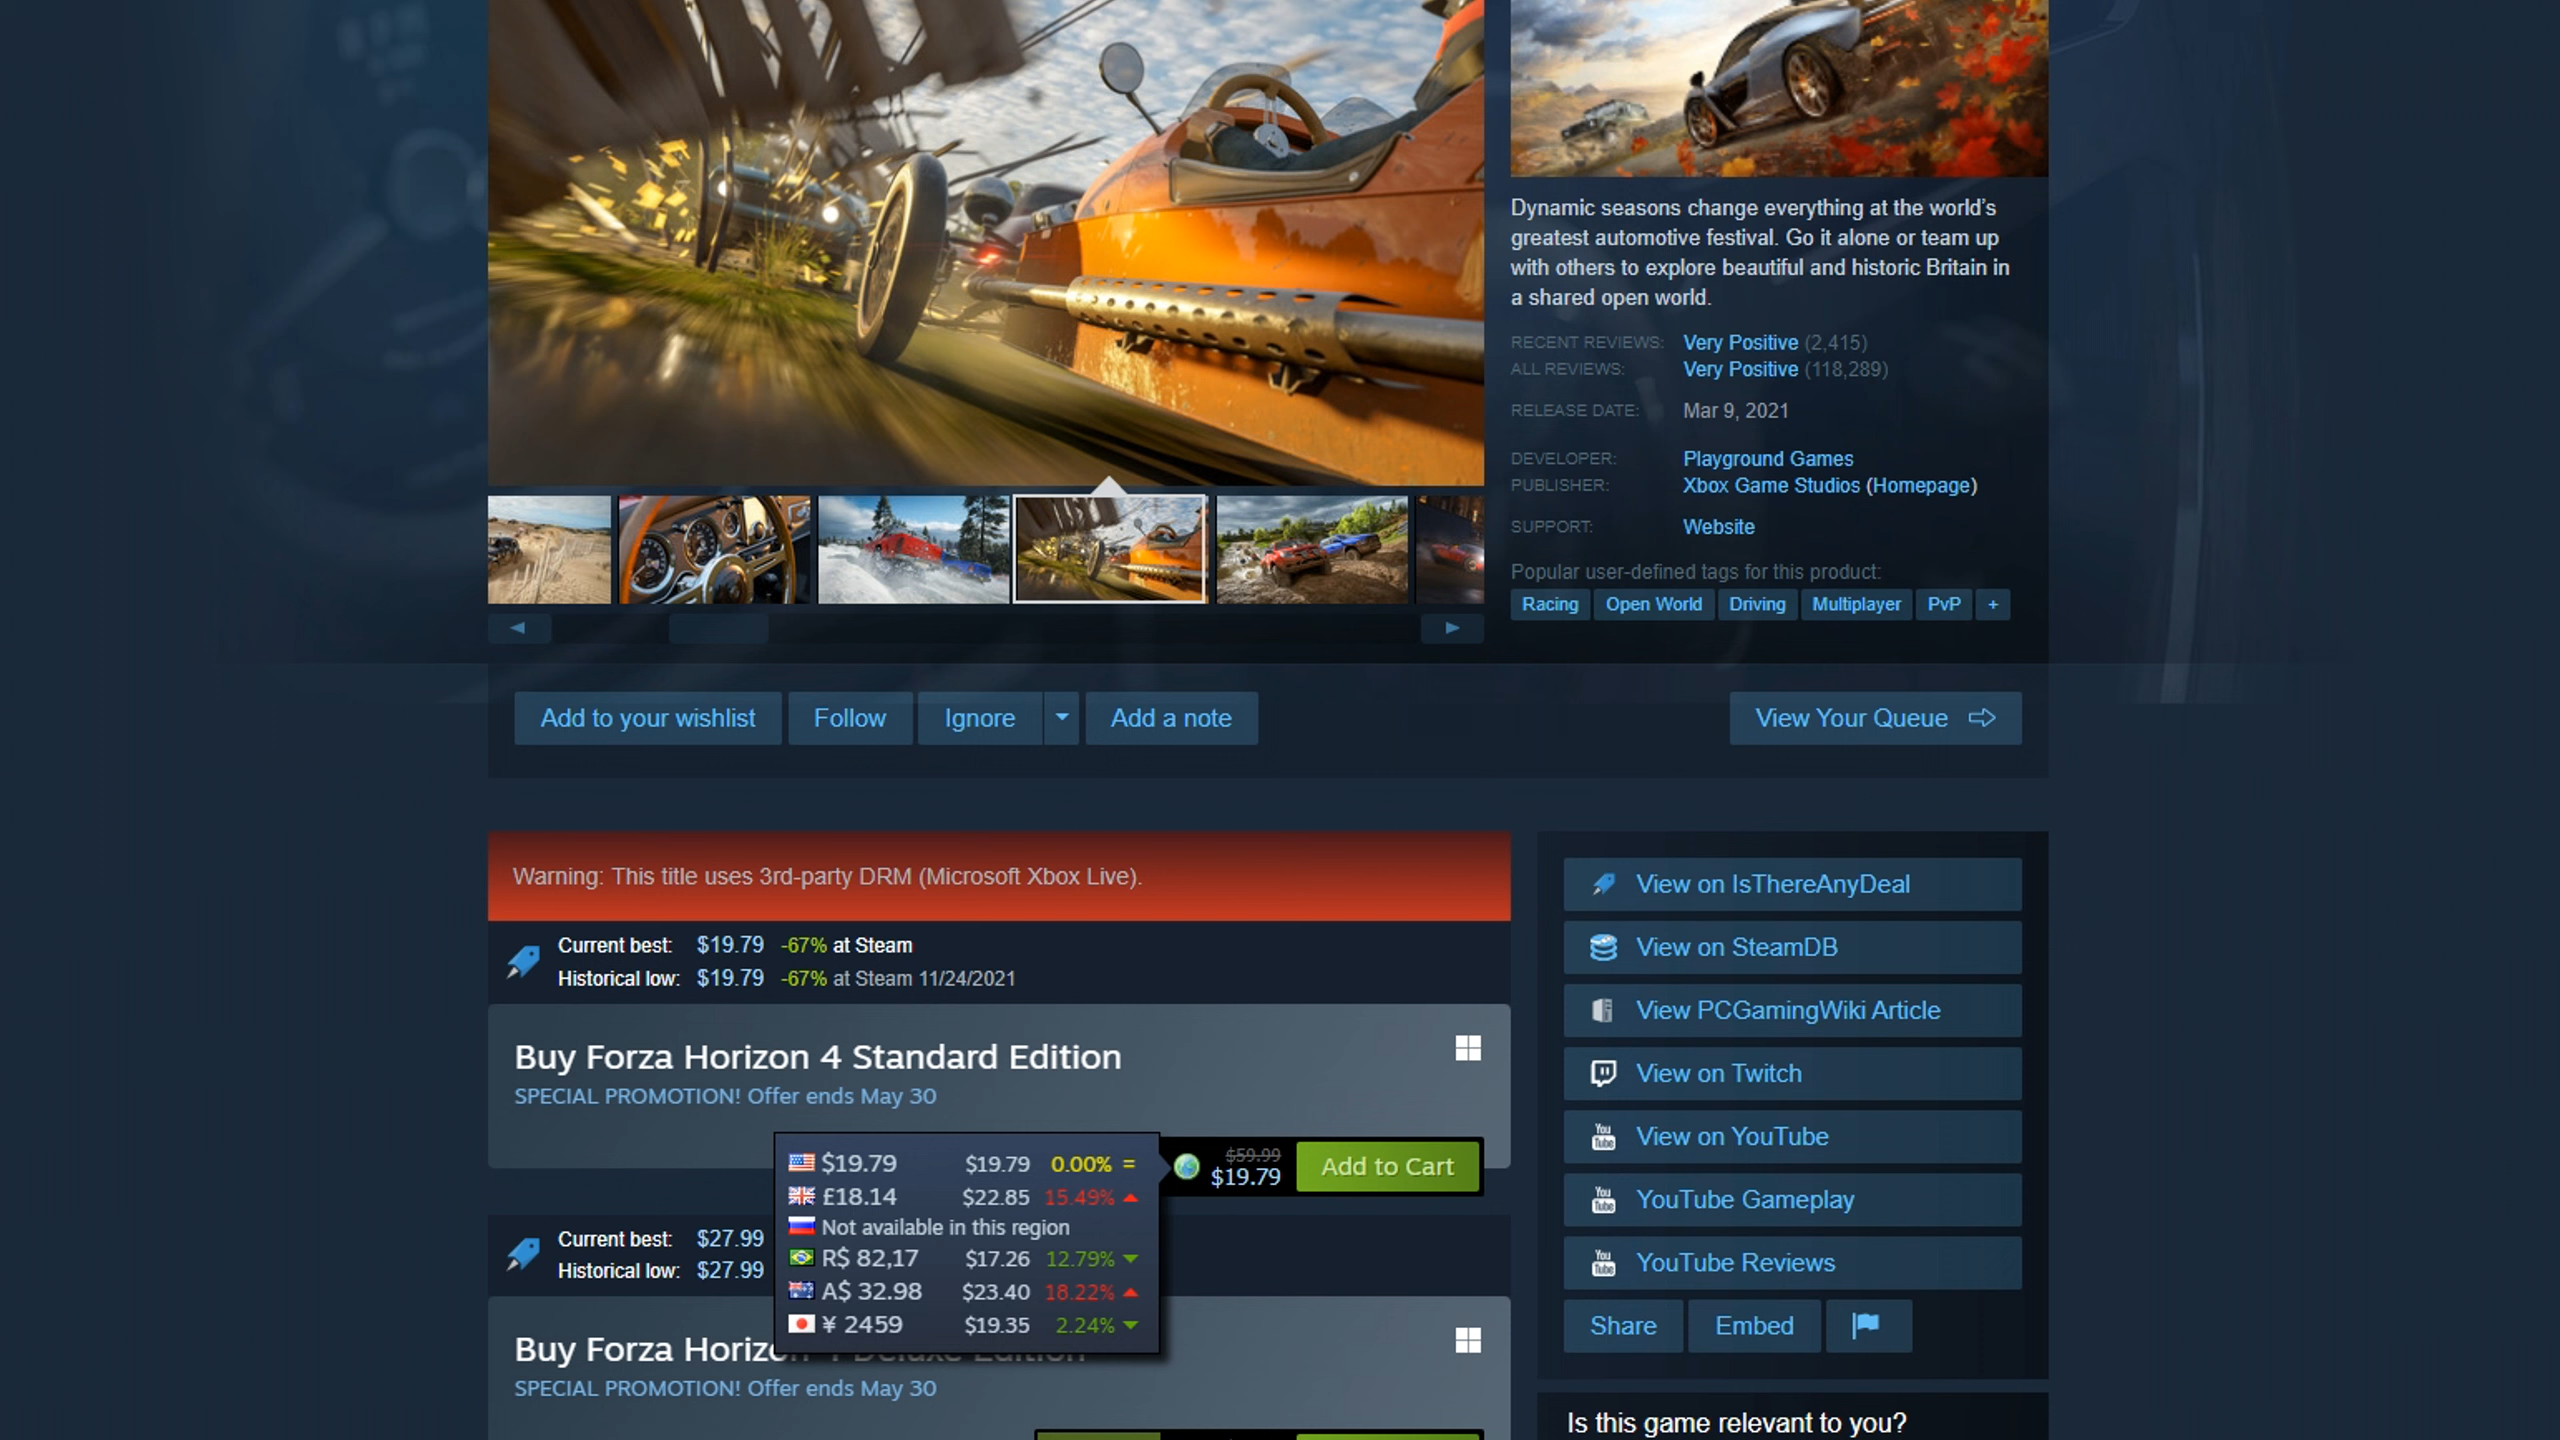 Dynamic seasons change everything at the world's
greatest automotive festival. Go it alone or team up
with others to explore beautiful and historic Britain in
a shared open world.
RECENT REVIEWS: Very Positive (2,415)
ALL REVIEWS: Very Positive (118,289)
RELEASE DATE: Mar 9, 2021
DEVELOPER: Playground Games
PUBLISHER: Xbox Game Studios (Homepage)
SUPPORT: Website
Popular user-defined tags for this product:
Racing Open World Driving Multiplayer PvP +
Add to your wishlist Follow Ignore Add a note View Your Queue
Warning: This title uses 3rd-party DRM (Microsoft Xbox Live).
Current best: $19.79 -67% at Steam
Historical low: $19.79 -67% at Steam 11/24/2021
Buy Forza Horizon 4 Standard Edition
SPECIAL PROMOTION! Offer ends May 30
$59.99
$19.79
Add to Cart
$19.79 $19.79 0.00% =
£18.14 $22.85 15.49%
Not available in this region
R$ 82,17 $17.26 12.79%
A$ 32.98 $23.40 18.22%
¥ 2459 $19.35 2.24%
Current best: $27.99
Historical low: $27.99
Buy Forza Horizon 4 Deluxe Edition
SPECIAL PROMOTION! Offer ends May 30
View on IsThereAnyDeal
View on SteamDB
View PCGamingWiki Article
View on Twitch
You Tube View on YouTube
You Tube YouTube Gameplay
You Tube YouTube Reviews
Share Embed
Is this game relevant to you?